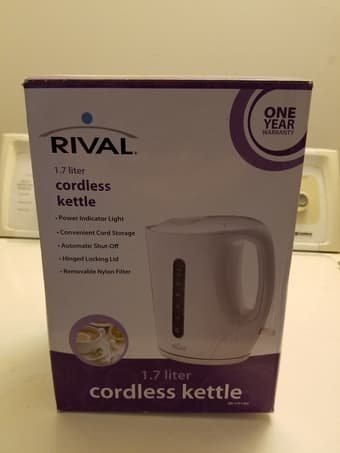 ONE
YEAR
WARRANTY
RIVAL
1.7 liter
cordless
kettle
• Power Indicator Light
• Convenient Cord Storage
• Automatic Shut-Off
• Hinged Locking Lid
• Removable Nylon Filter
1.7 liter
cordless kettle